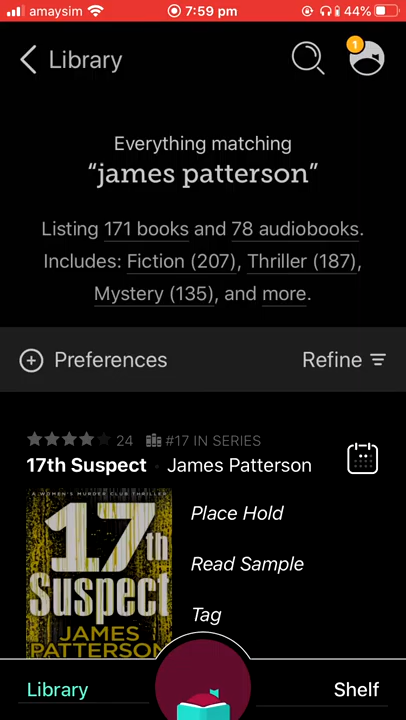 amaysim 7:59 pm 44%
1
Library
Everything matching
“james patterson”
Listing 171 books and 78 audiobooks.
Includes: Fiction (207), Thriller (187),
Mystery (135), and more.
Preferences Refine
24 #17 IN SERIES
17th Suspect · James Patterson
A WOMEN'S MURDER CLUB THRILLER
17th
Suspect
JAMES
PATTERSON
Place Hold
Read Sample
Tag
Library Shelf